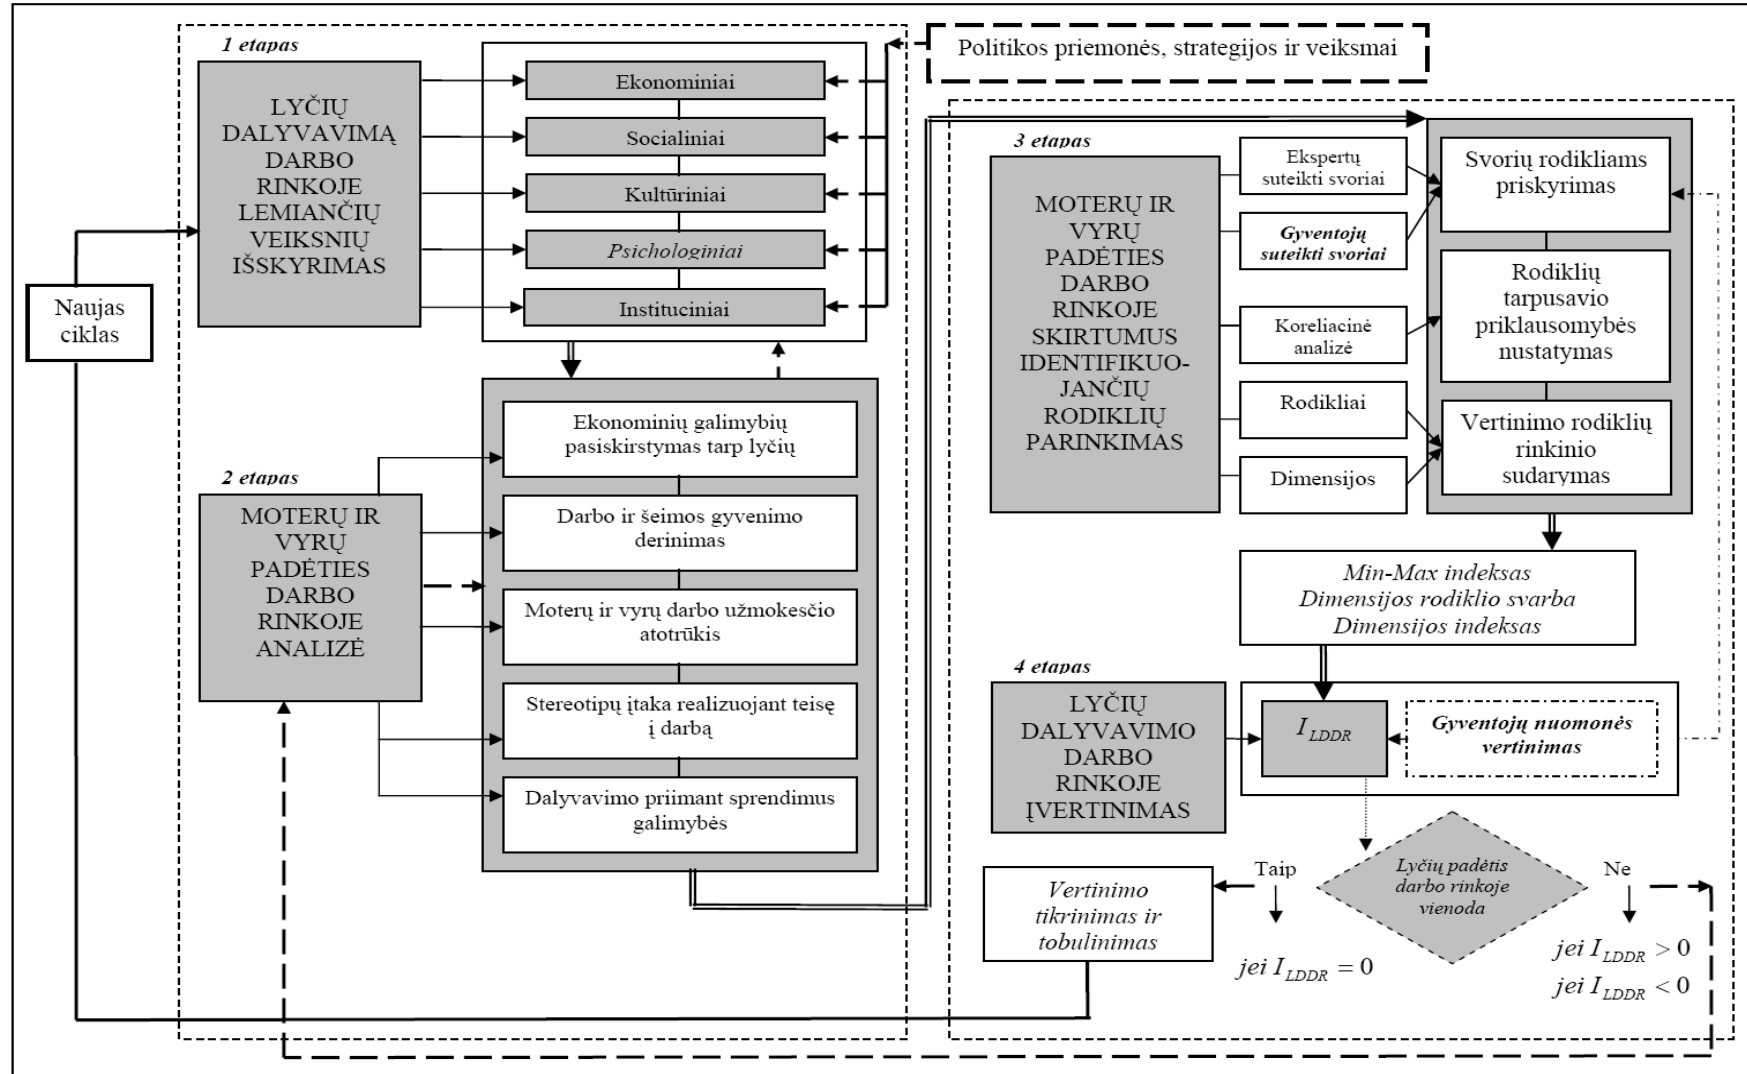 1 etapas
LYČIŲ
DALYVAVIMĄ
DARBO
RINKOJE
LEMIANČIŲ
VEIKSNIŲ
IŠSKYRIMAS
Ekonominiai
Socialiniai
Kultūriniai
Psichologiniai
Instituciniai
Politikos priemonės, strategijos ir veiksmai
Naujas
ciklas
2 etapas
MOTERŲ IR
VYRŲ
PADĖTIES
DARBO
RINKOJE
ANALIZĖ
Ekonominių galimybių
pasiskirstymas tarp lyčių
Darbo ir šeimos gyvenimo
derinimas
Moterų ir vyrų darbo užmokesčio
atotrūkis
Stereotipų įtaka realizuojant teisę
į darbą
Dalyvavimo priimant sprendimus
galimybės
3 etapas
MOTERŲ IR
VYRŲ
PADĖTIES
DARBO
RINKOJE
SKIRTUMUS
IDENTIFIKUO-
JANČIŲ
RODIKLIŲ
PARINKIMAS
Ekspertų
suteikti svoriai
Gyventojų
suteikti svoriai
Koreliacinė
analizė
Rodikliai
Dimensijos
Svorių rodikliams
priskyrimas
Rodiklių
tarpusavio
priklausomybės
nustatymas
Vertinimo rodiklių
rinkinio
sudarymas
Min-Max indeksas
Dimensijos rodiklio svarba
Dimensijos indeksas
4 etapas
LYČIŲ
DALYVAVIMO
DARBO
RINKOJE
ĮVERTINIMAS
I LDDR
Gyventojų nuomonės
vertinimas
Lyčių padėtis
darbo rinkoje
vienoda
Taip
jei I LDDR = 0
Ne
jei I LDDR > 0
jei I LDDR < 0
Vertinimo
tikrinimas ir
tobulinimas